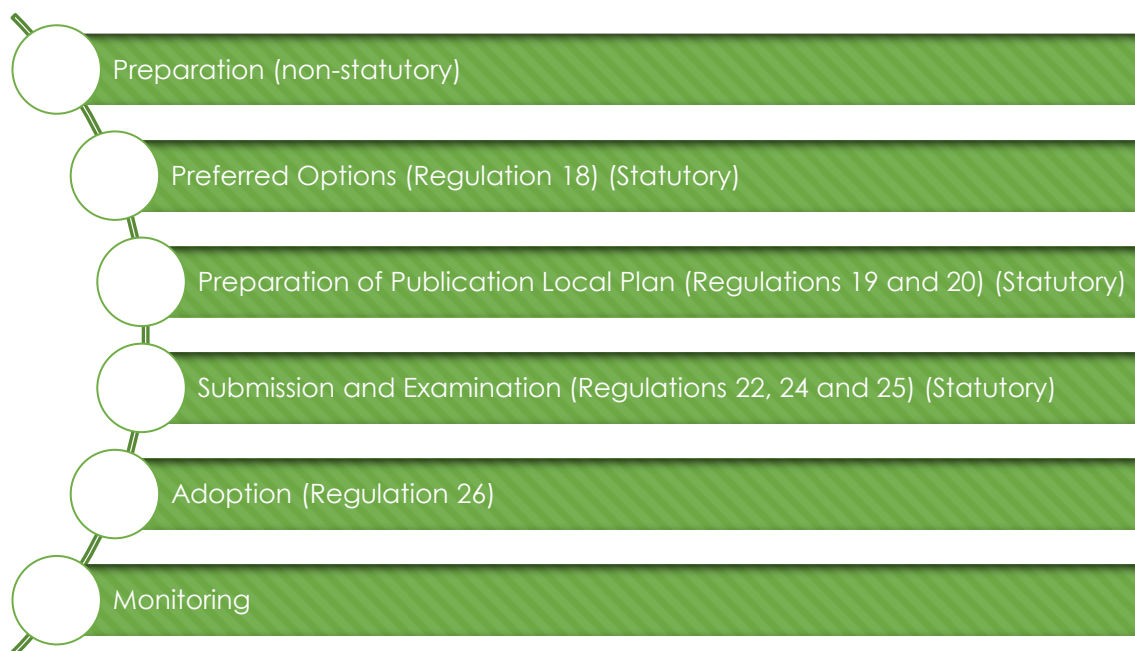 Preparation (non-statutory)
Preferred Options (Regulation 18) (Statutory)
Preparation of Publication Local Plan (Regulations 19 and 20) (Statutory)
Submission and Examination (Regulations 22, 24 and 25) (Statutory)
Adoption (Regulation 26)
Monitoring